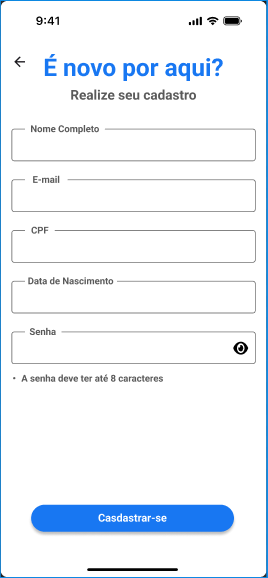 9:41
É novo por aqui?
Realize seu cadastro
Nome Completo
E-mail
CPF
Data de Nascimento
Senha
• A senha deve ter até 8 caracteres
Casdastrar-se